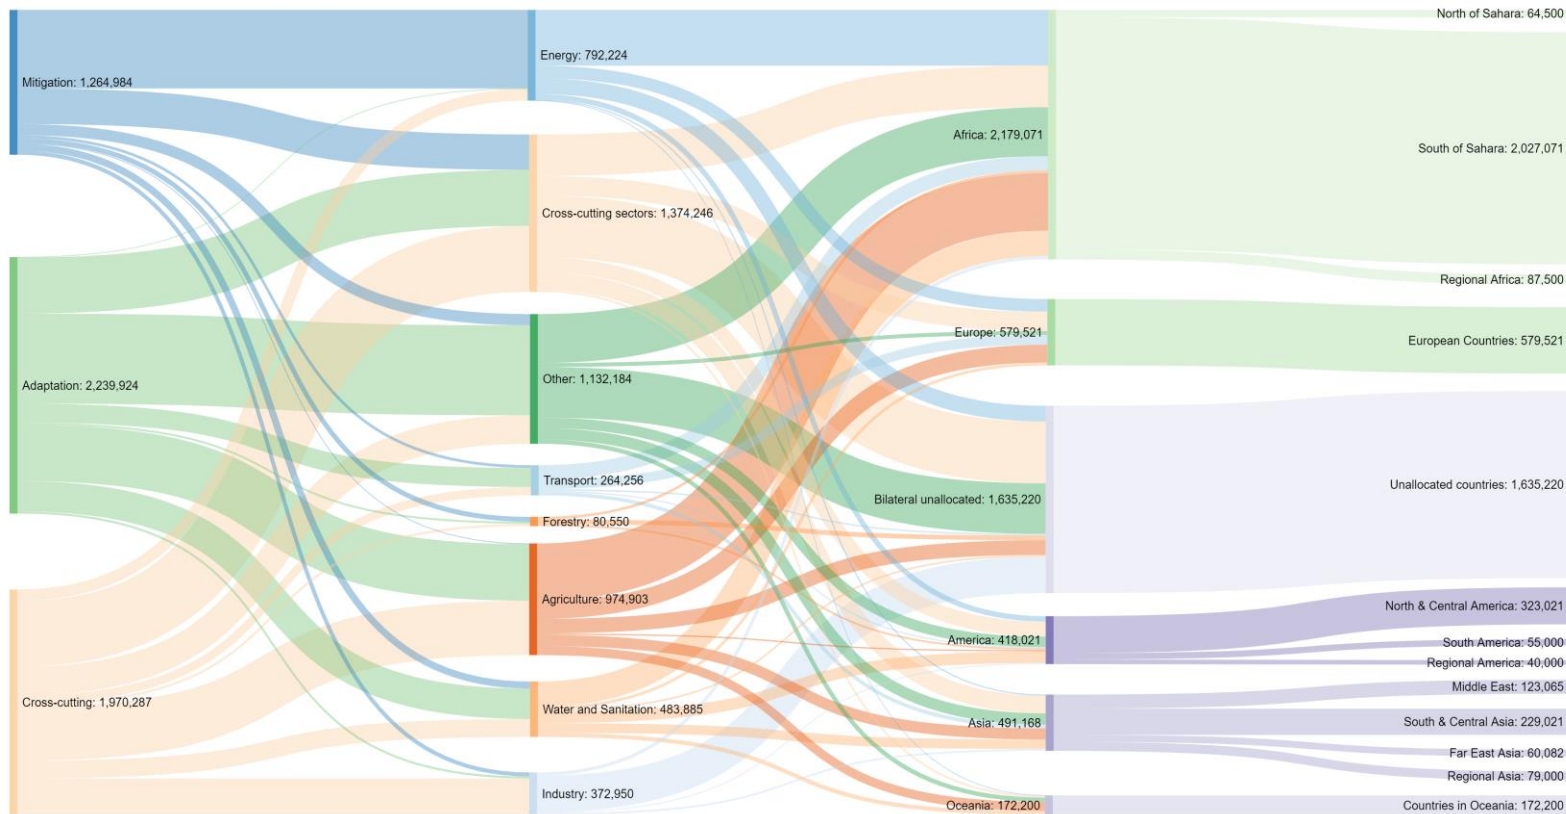 Mitigation: 1,264,984
Adaptation: 2,239,924
Cross-cutting: 1,970,287
Energy: 792,224
Cross-cutting sectors: 1,374,246
Other: 1,132,184
Transport: 264,256
Forestry: 80,550
Agriculture: 974,903
Water and Sanitation: 483,885
Industry: 372,950
Africa: 2,179,071
Europe: 579,521
Bilateral unallocated: 1,635,220
America: 418,021
Asia: 491,168
Oceania: 172,200
North of Sahara: 64,500
South of Sahara: 2,027,071
Regional Africa: 87,500
European Countries: 579,521
Unallocated countries: 1,635,220
North & Central America: 323,021
South America: 55,000
Regional America: 40,000
Middle East: 123,065
South & Central Asia: 229,021
Far East Asia: 60,082
Regional Asia: 79,000
Countries in Oceania: 172,200